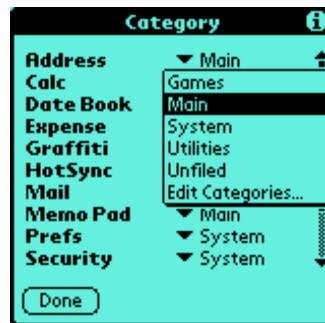 Category
Address Main
Calc Games
Date Book Main
Expense System
Graffiti Utilities
HotSync Unfiled
Mail Edit Categories...
Memo Pad Main
Prefs System
Security System
Done